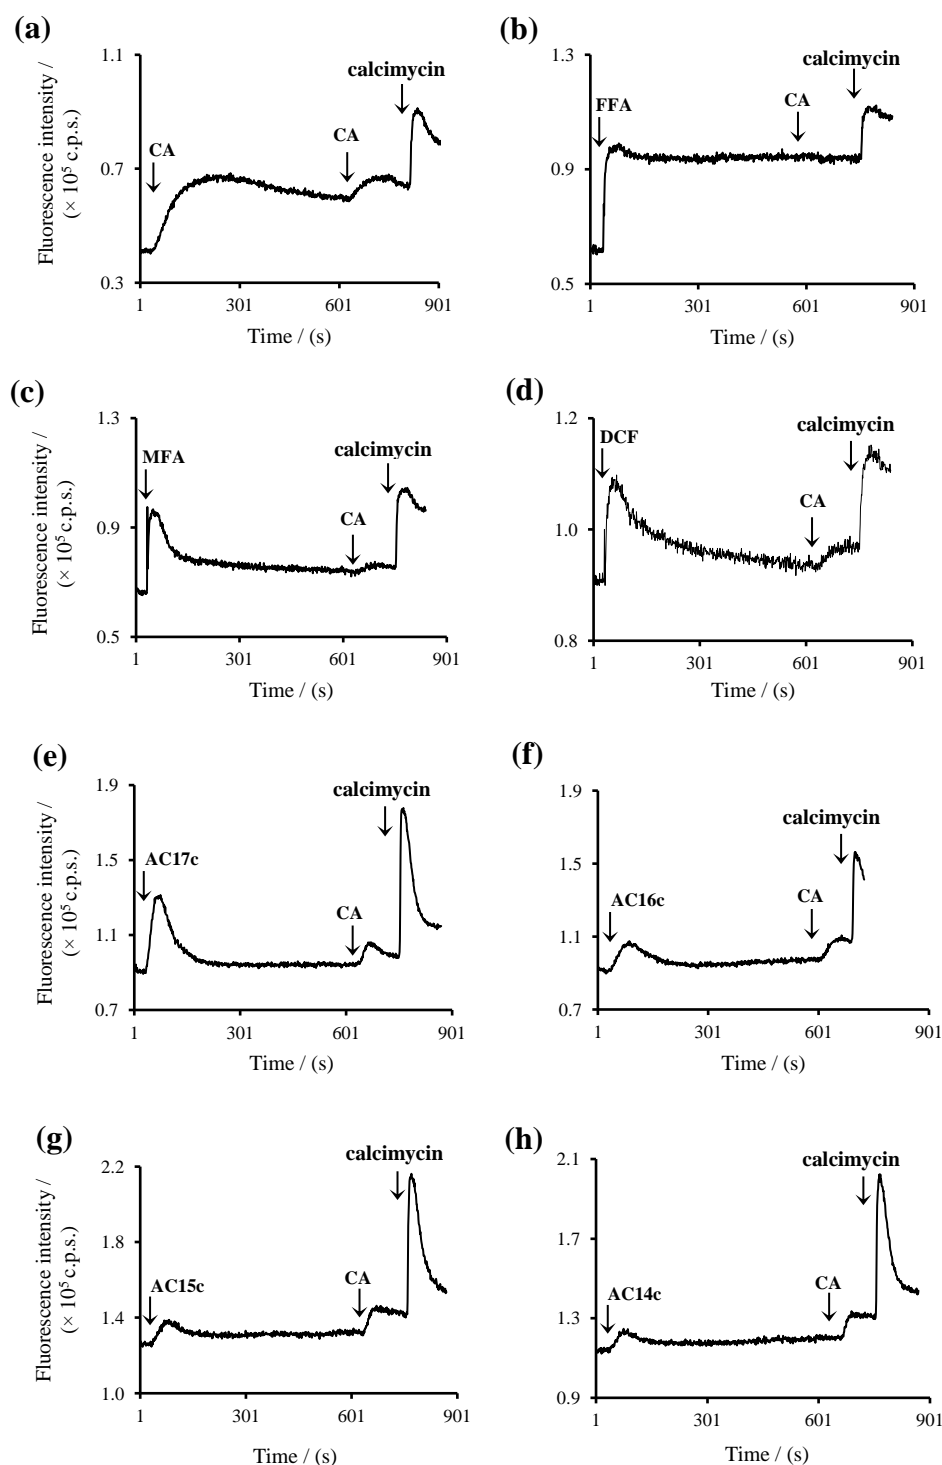 (a)
1.1
calcimycin
CA
CA
0.7
0.3
1
301
601
901
Time / (s)
Fluorescence intensity /
(× 10⁵ c.p.s.)
(b)
1.3
calcimycin
FFA
CA
0.9
0.5
1
301
601
901
Time / (s)
(c)
1.3
MFA
calcimycin
CA
0.9
0.5
1
301
601
901
Time / (s)
Fluorescence intensity /
(× 10⁵ c.p.s.)
(d)
1.2
DCF
calcimycin
CA
1.0
0.8
1
301
601
901
Time / (s)
(e)
1.9
calcimycin
AC17c
CA
1.5
1.1
0.7
1
301
601
901
Time / (s)
Fluorescence intensity /
(× 10⁵ c.p.s.)
(f)
1.9
calcimycin
AC16c
CA
1.5
1.1
0.7
1
301
601
901
Time / (s)
(g)
2.2
calcimycin
AC15c
CA
1.8
1.4
1.0
1
301
601
901
Time / (s)
Fluorescence intensity /
(× 10⁵ c.p.s.)
(h)
2.1
calcimycin
AC14c
CA
1.7
1.3
0.9
1
301
601
901
Time / (s)